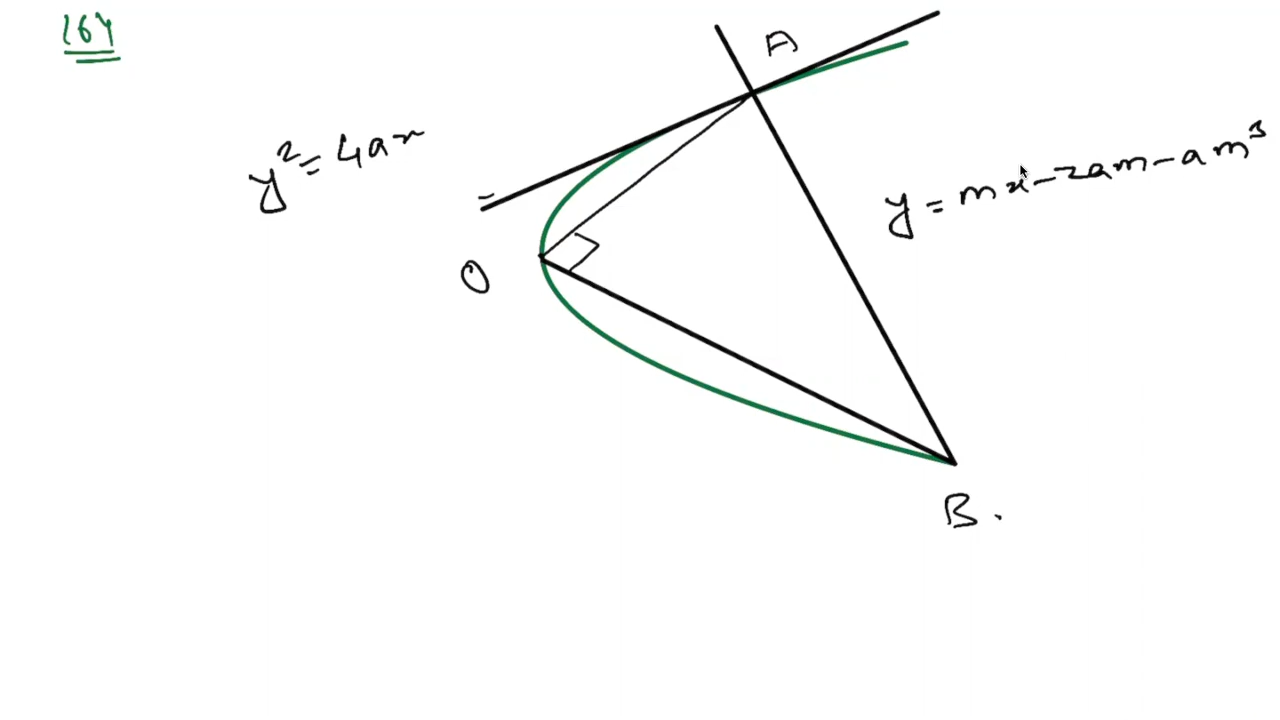 164
A
y² = 4ax
y = mx - 2am - am³
O
B.